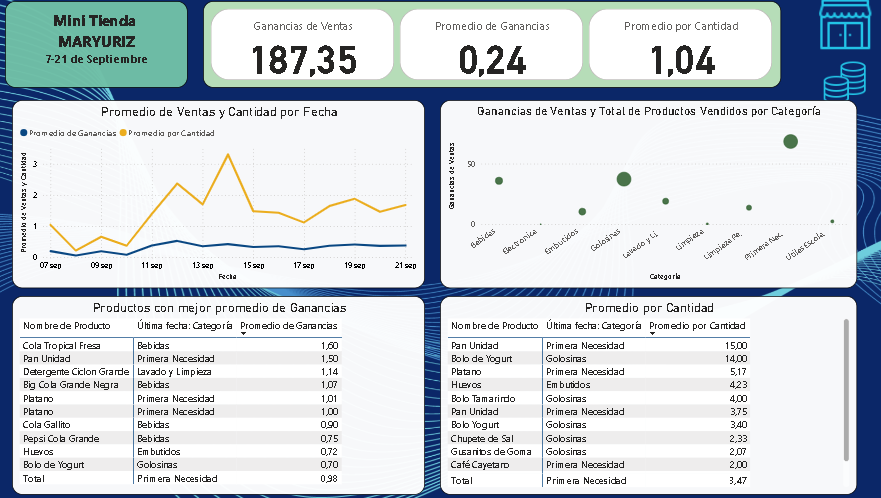 Mini Tienda
MARYURIZ
7-21 de Septiembre
Ganancias de Ventas
187,35
Promedio de Ganancias
0,24
Promedio por Cantidad
1,04
Promedio de Ventas y Cantidad por Fecha
Promedio de Ganancias Promedio por Cantidad
Promedio de Ventas y Cantidad
3
2
1
0
07 sep 09 sep 11 sep 13 sep 15 sep 17 sep 19 sep 21 sep
Fecha
Ganancias de Ventas y Total de Productos Vendidos por Categoría
Ganancias de Ventas
50
0
Bebidas Electronica Embutidos Golosinas Lavado y Li... Limpieza Limpieza Pe... Primera Nec... Utiles Escola...
Categoría
Productos con mejor promedio de Ganancias
Nombre de Producto Última fecha: Categoría Promedio de Ganancias
Cola Tropical Fresa Bebidas 1,60
Pan Unidad Primera Necesidad 1,50
Detergente Ciclon Grande Lavado y Limpieza 1,14
Big Cola Grande Negra Bebidas 1,07
Platano Primera Necesidad 1,01
Platano Primera Necesidad 1,00
Cola Gallito Bebidas 0,90
Pepsi Cola Grande Bebidas 0,75
Huevos Embutidos 0,72
Bolo de Yogurt Golosinas 0,70
Total Primera Necesidad 0,98
Promedio por Cantidad
Nombre de Producto Última fecha: Categoría Promedio por Cantidad
Pan Unidad Primera Necesidad 15,00
Bolo de Yogurt Golosinas 14,00
Platano Primera Necesidad 5,17
Huevos Embutidos 4,23
Bolo Tamarindo Golosinas 4,00
Pan Unidad Primera Necesidad 3,75
Bolo Yogurt Golosinas 3,40
Chupete de Sal Golosinas 2,33
Gusanitos de Goma Golosinas 2,07
Café Cayetaro Primera Necesidad 2,00
Total Primera Necesidad 3,47